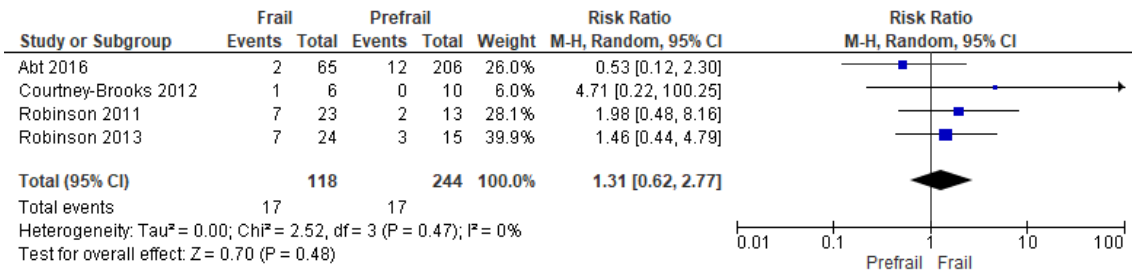 Frail Prefrail Risk Ratio Risk Ratio
Study or Subgroup Events Total Events Total Weight M-H, Random, 95% CI M-H, Random, 95% CI
Abt 2016 2 65 12 206 26.0% 0.53 [0.12, 2.30]
Courtney-Brooks 2012 1 6 0 10 6.0% 4.71 [0.22, 100.25]
Robinson 2011 7 23 2 13 28.1% 1.98 [0.48, 8.16]
Robinson 2013 7 24 3 15 39.9% 1.46 [0.44, 4.79]
Total (95% CI) 118 244 100.0% 1.31 [0.62, 2.77]
Total events 17 17
Heterogeneity: Tau² = 0.00; Chi² = 2.52, df = 3 (P = 0.47); I² = 0%
Test for overall effect: Z = 0.70 (P = 0.48)
0.01 0.1 1 10 100
Prefrail Frail